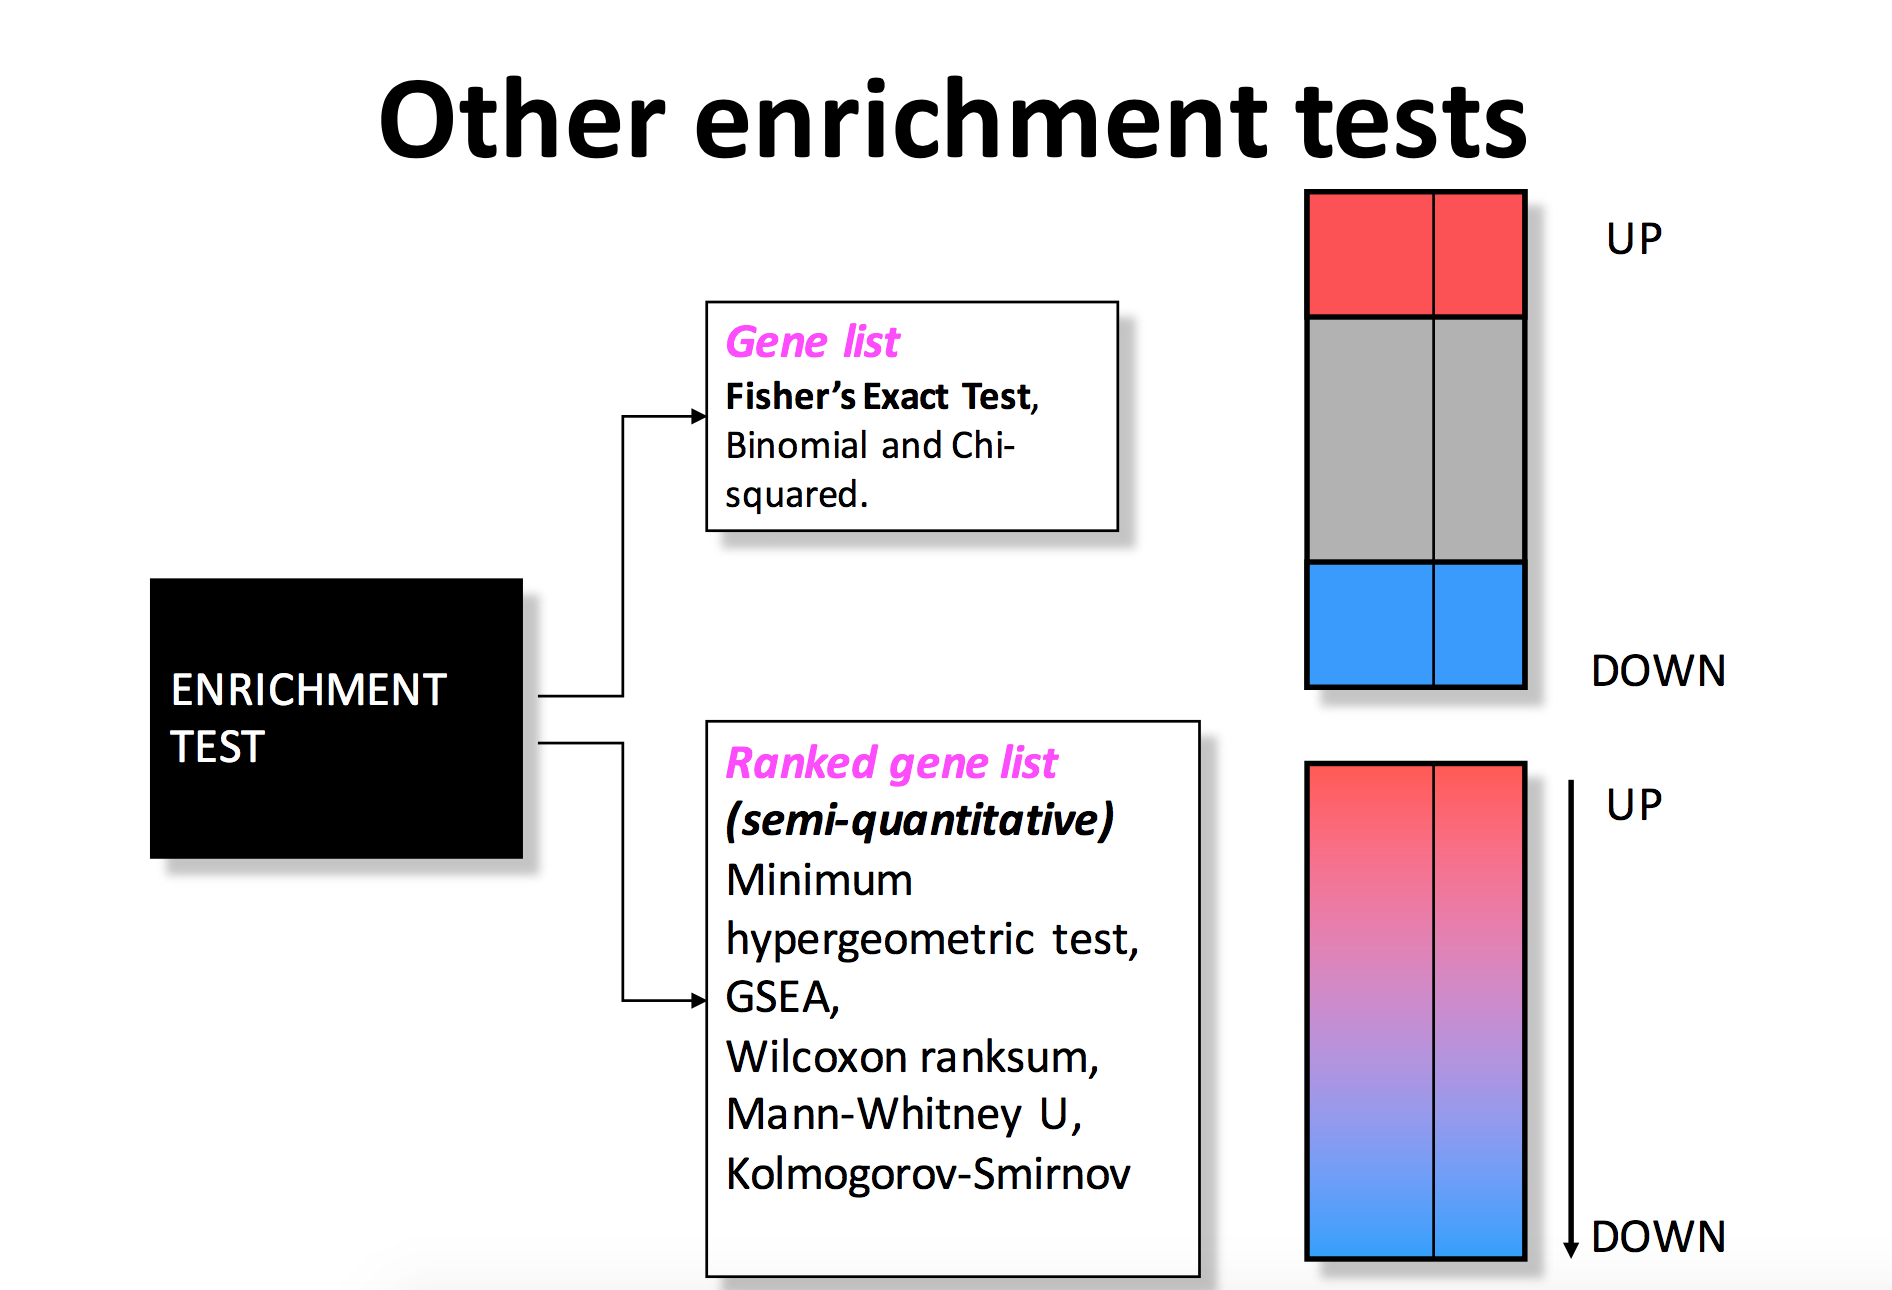 Other enrichment tests
UP
Gene list
Fisher’s Exact Test,
Binomial and Chi-
squared.
DOWN
ENRICHMENT
TEST
Ranked gene list
(semi-quantitative)
Minimum
hypergeometric test,
GSEA,
Wilcoxon ranksum,
Mann-Whitney U,
Kolmogorov-Smirnov
UP
DOWN